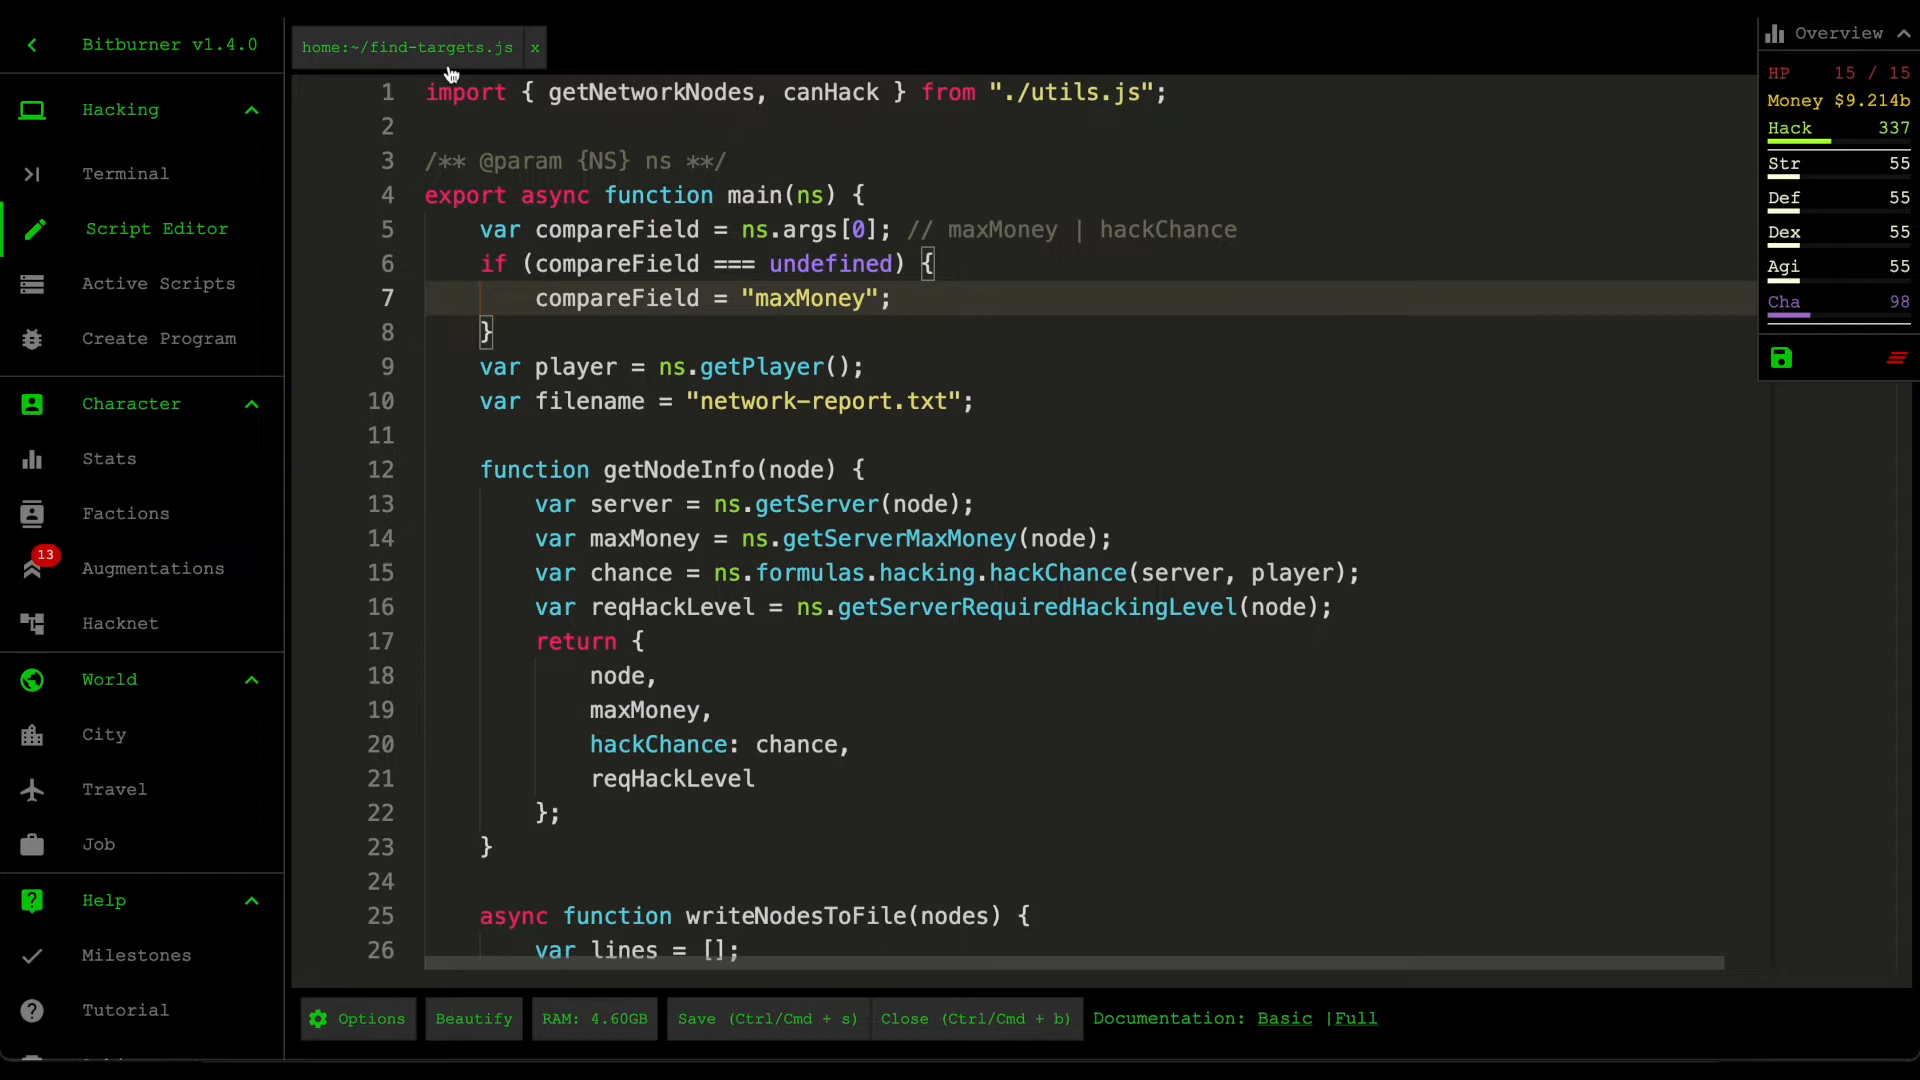 Bitburner v1.4.0
Hacking
Terminal
Script Editor
Active Scripts
Create Program
Character
Stats
Factions
13
Augmentations
Hacknet
World
City
Travel
Job
Help
Milestones
Tutorial
home:~/find-targets.js x
1 import { getNetworkNodes, canHack } from "./utils.js";
2
3 /** @param {NS} ns **/
4 export async function main(ns) {
5 var compareField = ns.args[0]; // maxMoney | hackChance
6 if (compareField === undefined) {
7 compareField = "maxMoney";
8 }
9 var player = ns.getPlayer();
10 var filename = "network-report.txt";
11
12 function getNodeInfo(node) {
13 var server = ns.getServer(node);
14 var maxMoney = ns.getServerMaxMoney(node);
15 var chance = ns.formulas.hacking.hackChance(server, player);
16 var reqHackLevel = ns.getServerRequiredHackingLevel(node);
17 return {
18 node,
19 maxMoney,
20 hackChance: chance,
21 reqHackLevel
22 };
23 }
24
25 async function writeNodesToFile(nodes) {
26 var lines = [];
Options Beautify RAM: 4.60GB Save (Ctrl/Cmd + s) Close (Ctrl/Cmd + b) Documentation: Basic |Full
Overview
HP 15 / 15
Money $9.214b
Hack 337
Str 55
Def 55
Dex 55
Agi 55
Cha 98